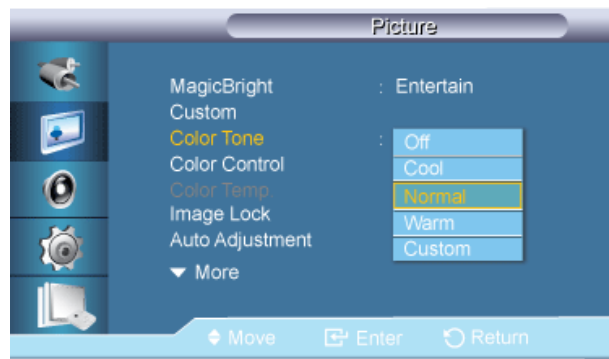 Picture
MagicBright : Entertain
Custom
Color Tone : Off
Color Control Cool
Color Temp. Normal
Image Lock Warm
Auto Adjustment Custom
▼ More
Move Enter Return